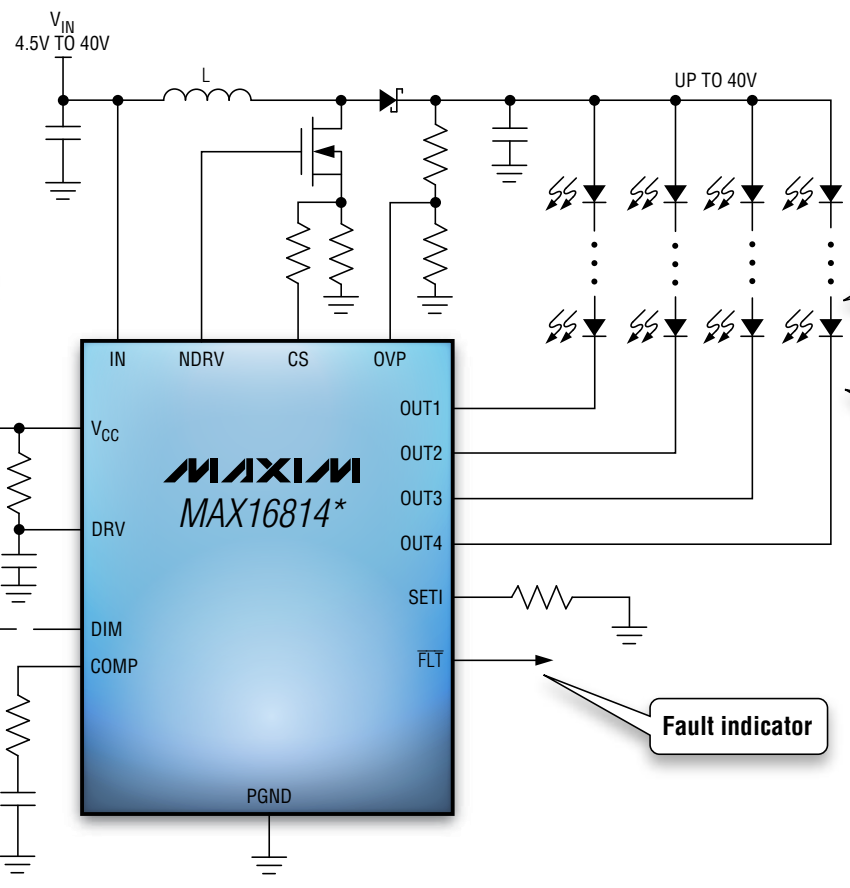 V_IN
4.5V TO 40V
L
UP TO 40V
IN
NDRV
CS
OVP
V_CC
OUT1
MAXIM
OUT2
MAX16814*
OUT3
DRV
OUT4
SETI
DIM
FLT
COMP
Fault indicator
PGND